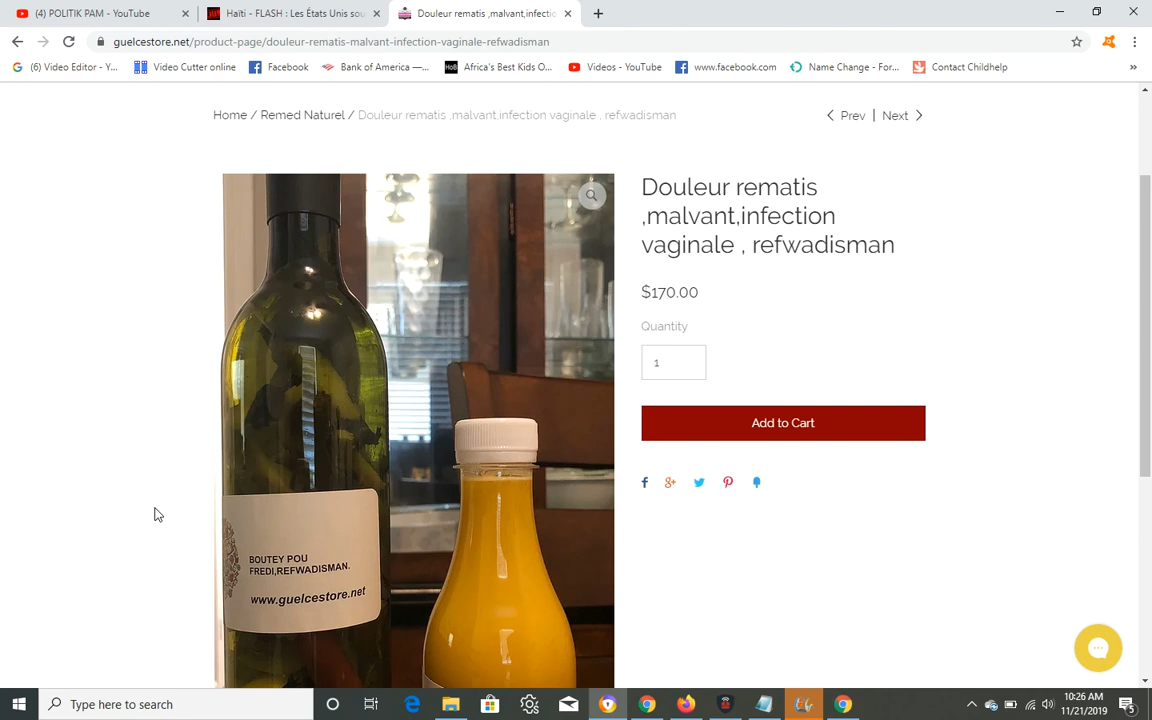 (4) POLITIK PAM - YouTube
Haïti - FLASH : Les États Unis sou
Douleur rematis ,malvant,infectio
guelcestore.net/product-page/douleur-rematis-malvant-infection-vaginale-refwadisman
(6) Video Editor - Y...
Video Cutter online
Facebook
Bank of America —...
HoB
Africa's Best Kids O...
Videos - YouTube
www.facebook.com
Name Change - For...
Contact Childhelp
»
Home / Remed Naturel / Douleur rematis ,malvant,infection vaginale , refwadisman
Prev | Next
Douleur rematis
,malvant,infection
vaginale , refwadisman
$170.00
Quantity
1
Add to Cart
BOUTEY POU
FREDI,REFWADISMAN.
www.guelcestore.net
Type here to search
10:26 AM
11/21/2019
5